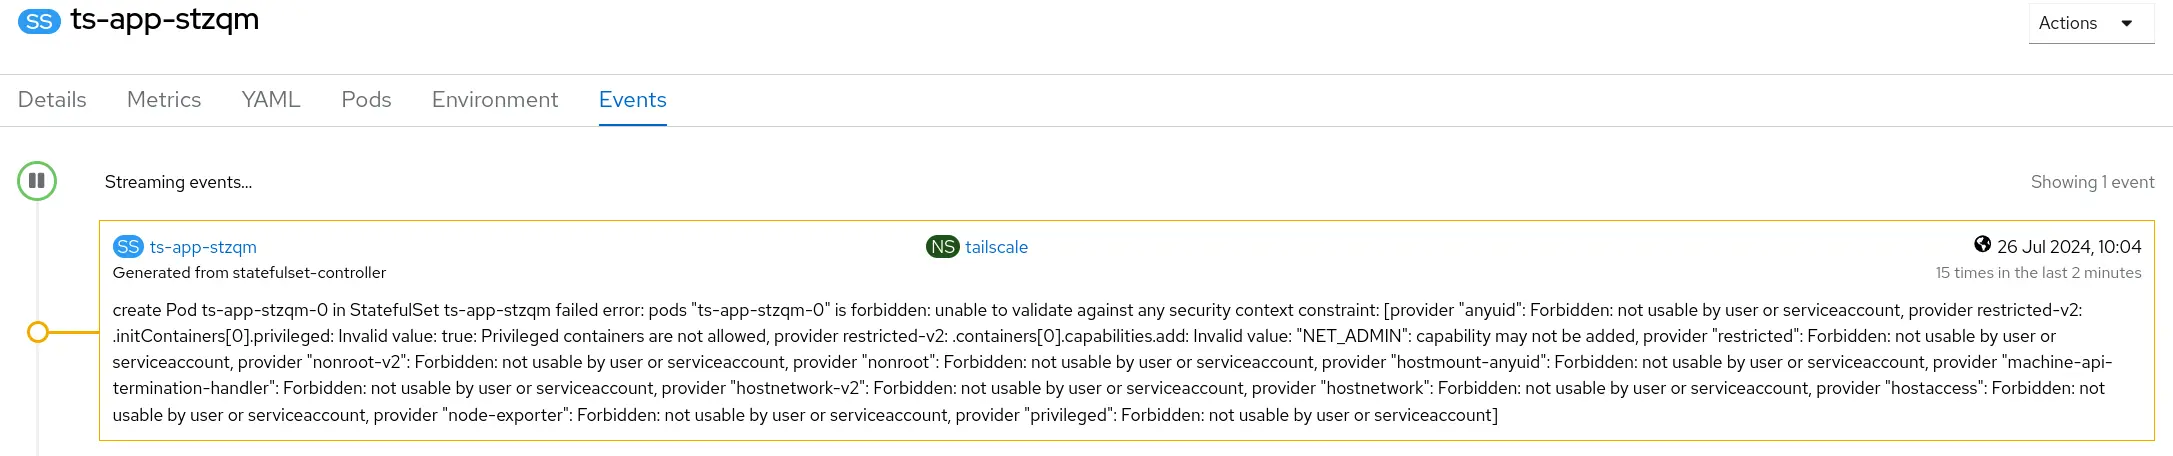 SS ts-app-stzqm
Actions
Details Metrics YAML Pods Environment Events
Streaming events...
Showing 1 event
SS ts-app-stzqm
NS tailscale
26 Jul 2024, 10:04
Generated from statefulset-controller
15 times in the last 2 minutes
create Pod ts-app-stzqm-0 in StatefulSet ts-app-stzqm failed error: pods "ts-app-stzqm-0" is forbidden: unable to validate against any security context constraint: [provider "anyuid": Forbidden: not usable by user or serviceaccount, provider restricted-v2:
.initContainers[0].privileged: Invalid value: true: Privileged containers are not allowed, provider restricted-v2: .containers[0].capabilities.add: Invalid value: "NET_ADMIN": capability may not be added, provider "restricted": Forbidden: not usable by user or
serviceaccount, provider "nonroot-v2": Forbidden: not usable by user or serviceaccount, provider "nonroot": Forbidden: not usable by user or serviceaccount, provider "hostmount-anyuid": Forbidden: not usable by user or serviceaccount, provider "machine-api-
termination-handler": Forbidden: not usable by user or serviceaccount, provider "hostnetwork-v2": Forbidden: not usable by user or serviceaccount, provider "hostnetwork": Forbidden: not usable by user or serviceaccount, provider "hostaccess": Forbidden: not
usable by user or serviceaccount, provider "node-exporter": Forbidden: not usable by user or serviceaccount, provider "privileged": Forbidden: not usable by user or serviceaccount]